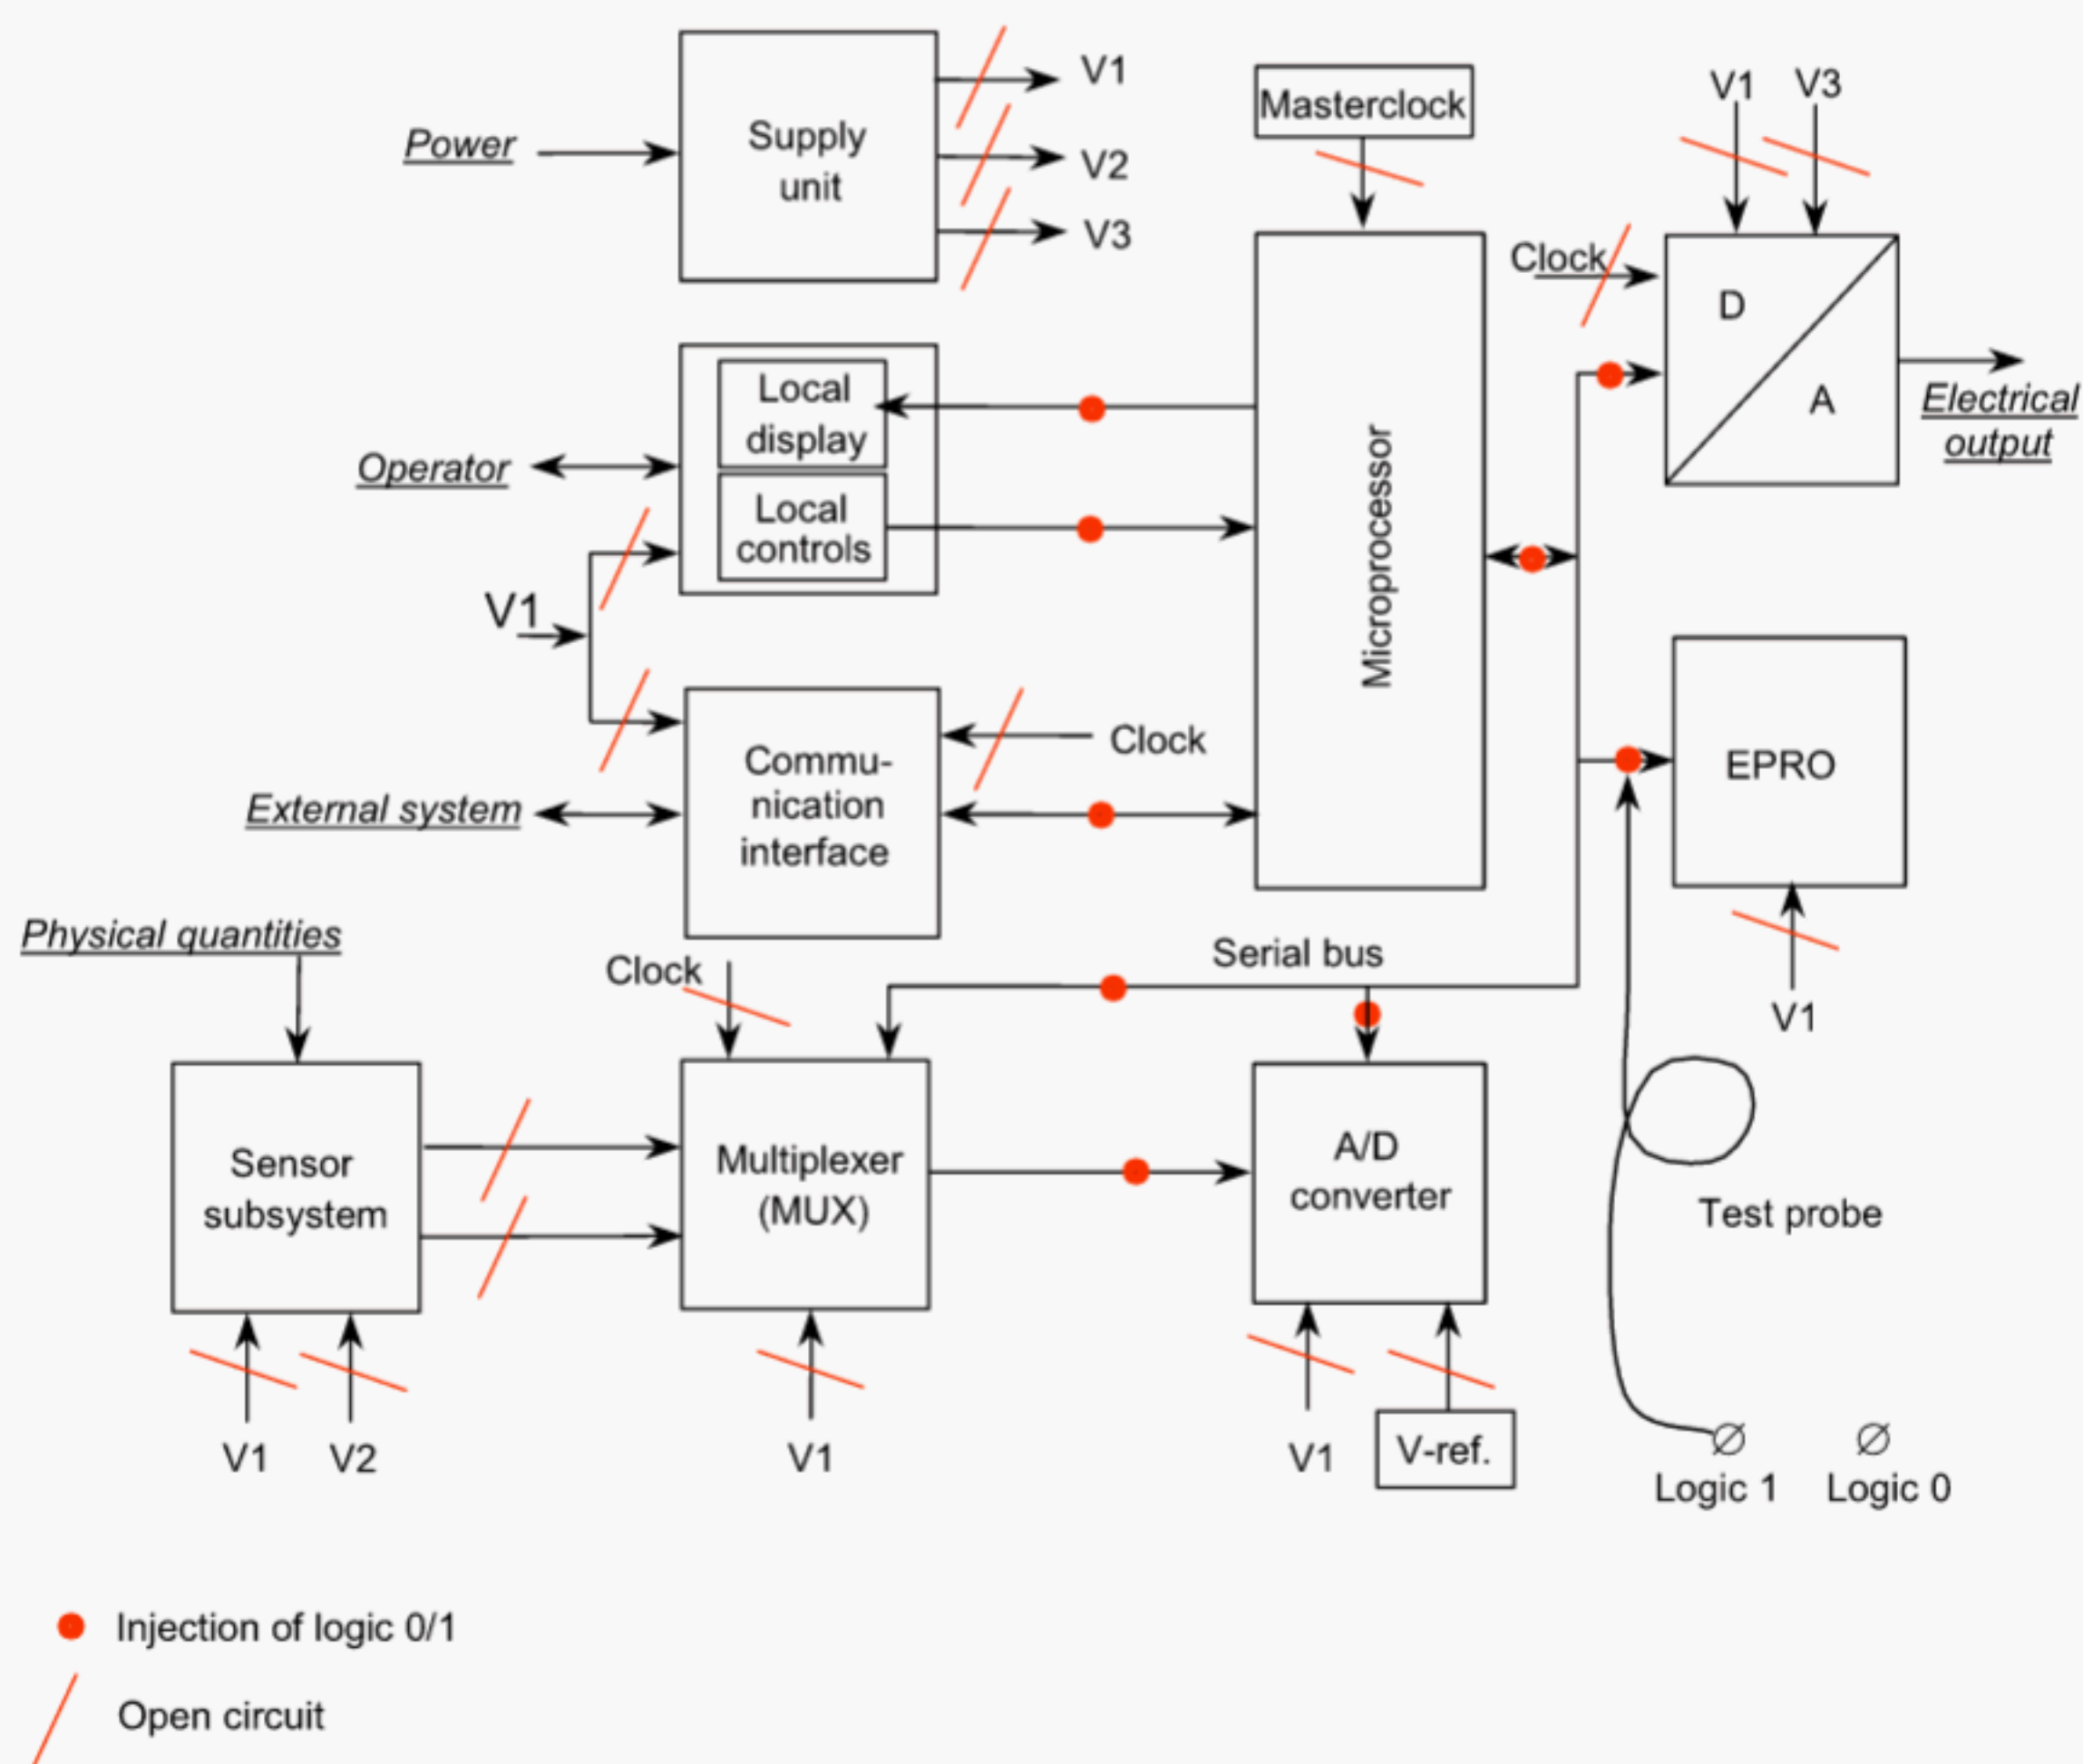 V1
Power
Supply
unit
V2
V3
Masterclock
V1
V3
Clock
D
A
Electrical
output
Local
display
Operator
Local
controls
V1
Microprocessor
Commu-
nication
interface
Clock
External system
EPRO
V1
Physical quantities
Clock
Serial bus
Sensor
subsystem
Multiplexer
(MUX)
A/D
converter
Test probe
V1
V2
V1
V1
V-ref.
Logic 1
Logic 0
Injection of logic 0/1
Open circuit